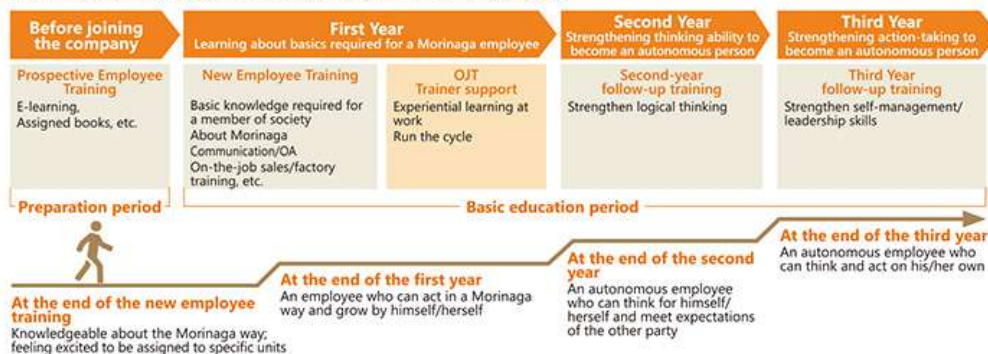 Before joining
the company
First Year
Learning about basics required for a Morinaga employee
Second Year
Strengthening thinking ability to
become an autonomous person
Third Year
Strengthening action-taking to
become an autonomous person
Prospective Employee
Training
E-learning,
Assigned books, etc.
New Employee Training
Basic knowledge required for
a member of society
About Morinaga
Communication/OA
On-the-job sales/factory
training, etc.
OJT
Trainer support
Experiential learning at
work
Run the cycle
Second-year
follow-up training
Strengthen logical thinking
Third Year
follow-up training
Strengthen self-management/
leadership skills
Preparation period
Basic education period
At the end of the new employee
training
Knowledgeable about the Morinaga way;
feeling excited to be assigned to specific units
At the end of the first year
An employee who can act in a Morinaga
way and grow by himself/herself
At the end of the second
year
An autonomous employee
who can think for himself/
herself and meet expectations
of the other party
At the end of the third year
An autonomous employee who
can think and act on his/her own